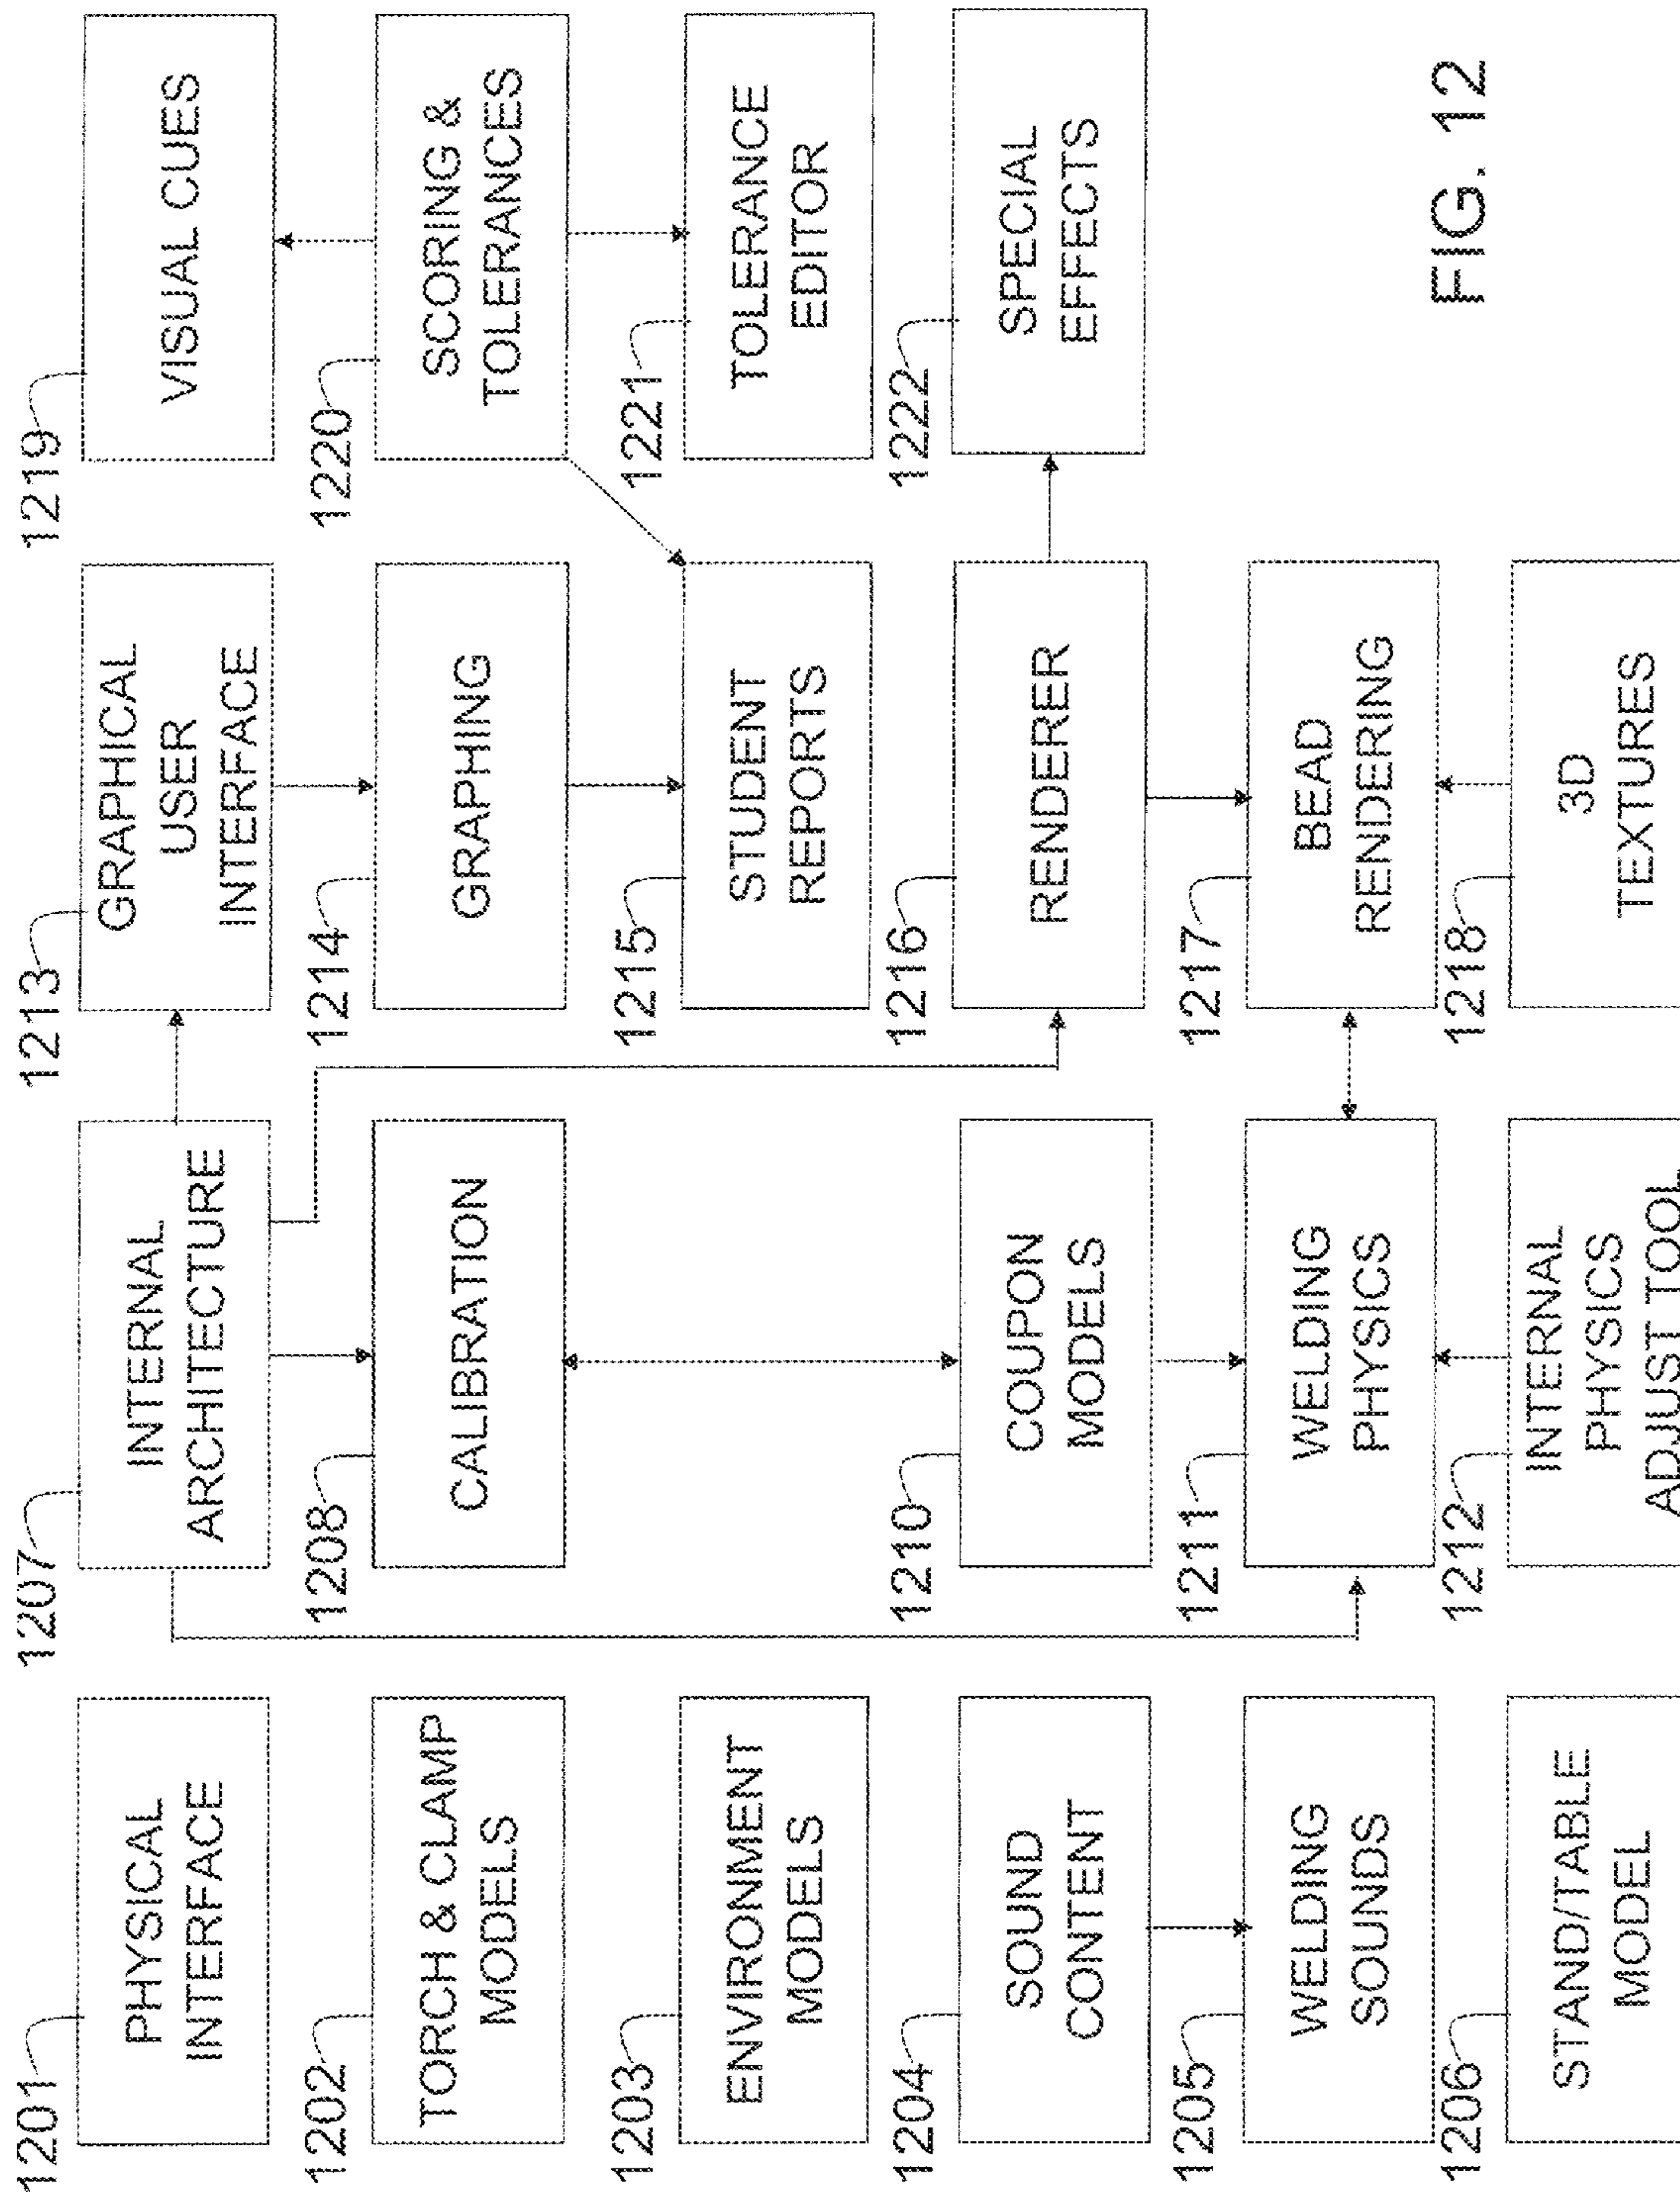 1201
PHYSICAL
INTERFACE
1202
TORCH & CLAMP
MODELS
1203
ENVIRONMENT
MODELS
1204
SOUND
CONTENT
1205
WELDING
SOUNDS
1206
STAND/TABLE
MODEL
1207
INTERNAL
ARCHITECTURE
1208
CALIBRATION
1210
COUPON
MODELS
1211
WELDING
PHYSICS
1212
INTERNAL
PHYSICS
ADJUST TOOL
1213
GRAPHICAL
USER
INTERFACE
1214
GRAPHING
1215
STUDENT
REPORTS
1216
RENDERER
1217
BEAD
RENDERING
1218
3D
TEXTURES
1219
VISUAL CUES
1220
SCORING &
TOLERANCES
1221
TOLERANCE
EDITOR
1222
SPECIAL
EFFECTS
FIG. 12